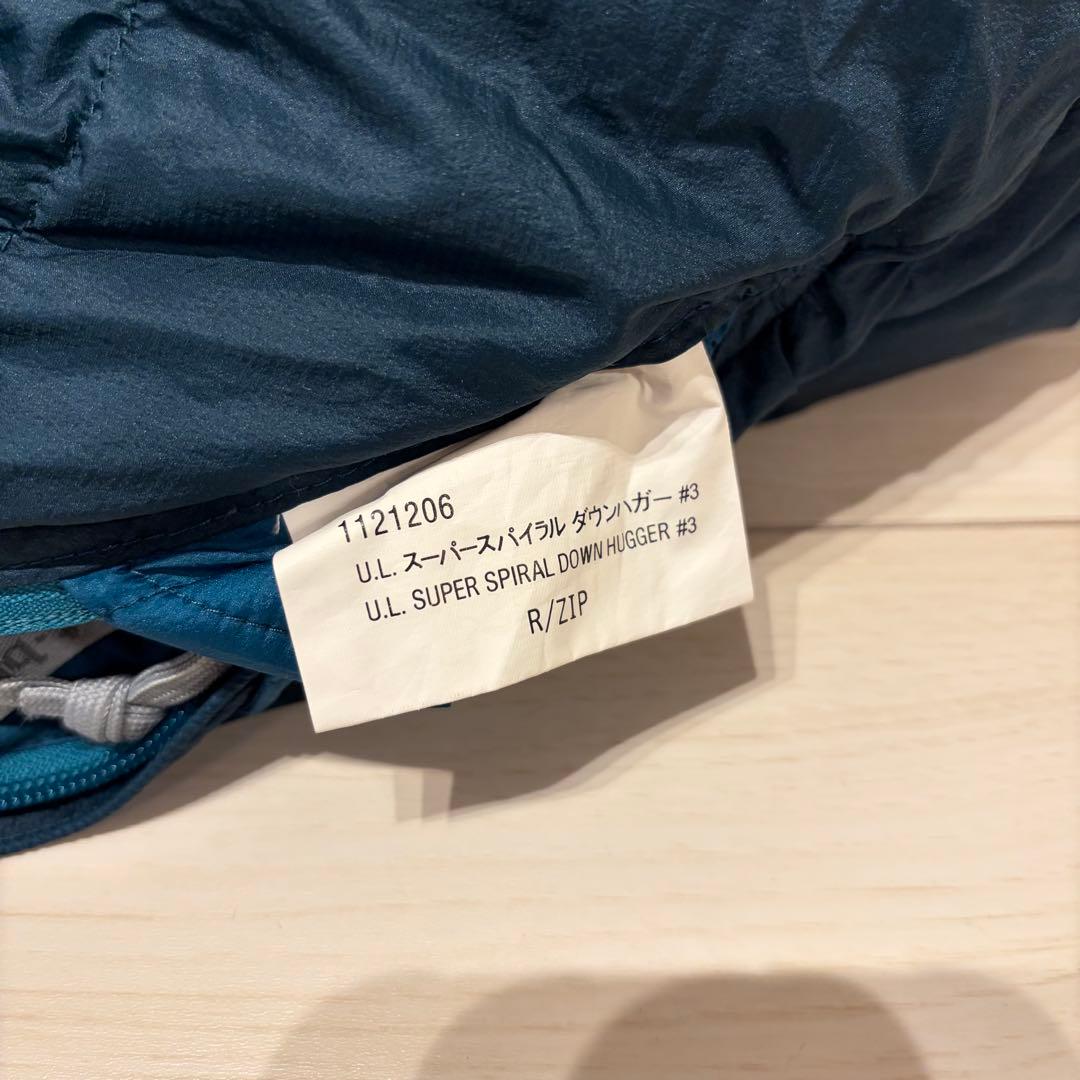 1121206
U.L. スーパースパイラル ダウンハガー #3
U.L. SUPER SPIRAL DOWN HUGGER #3
R/ZIP